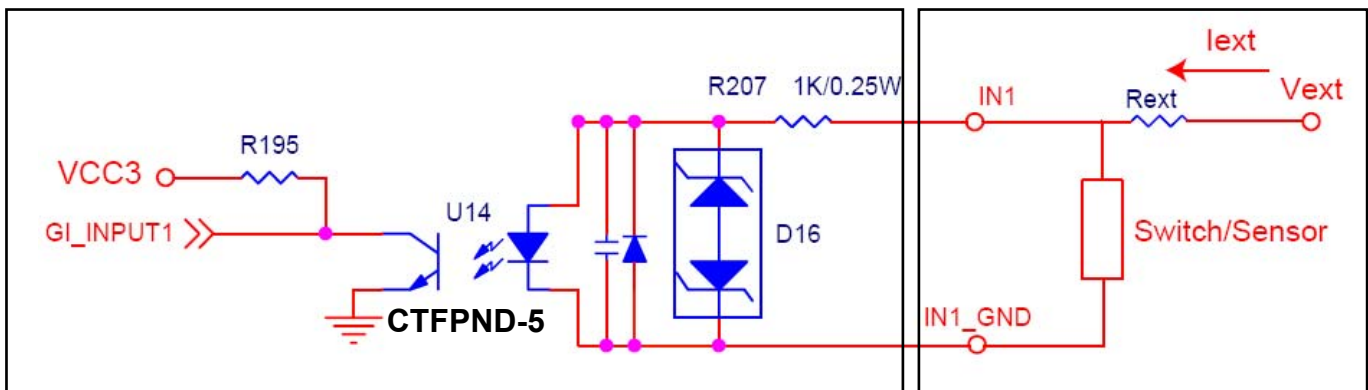 Iext
R207 1K/0.25W
IN1
Rext
Vext
R195
VCC3
GI_INPUT1
U14
D16
Switch/Sensor
CTFPND-5
IN1_GND